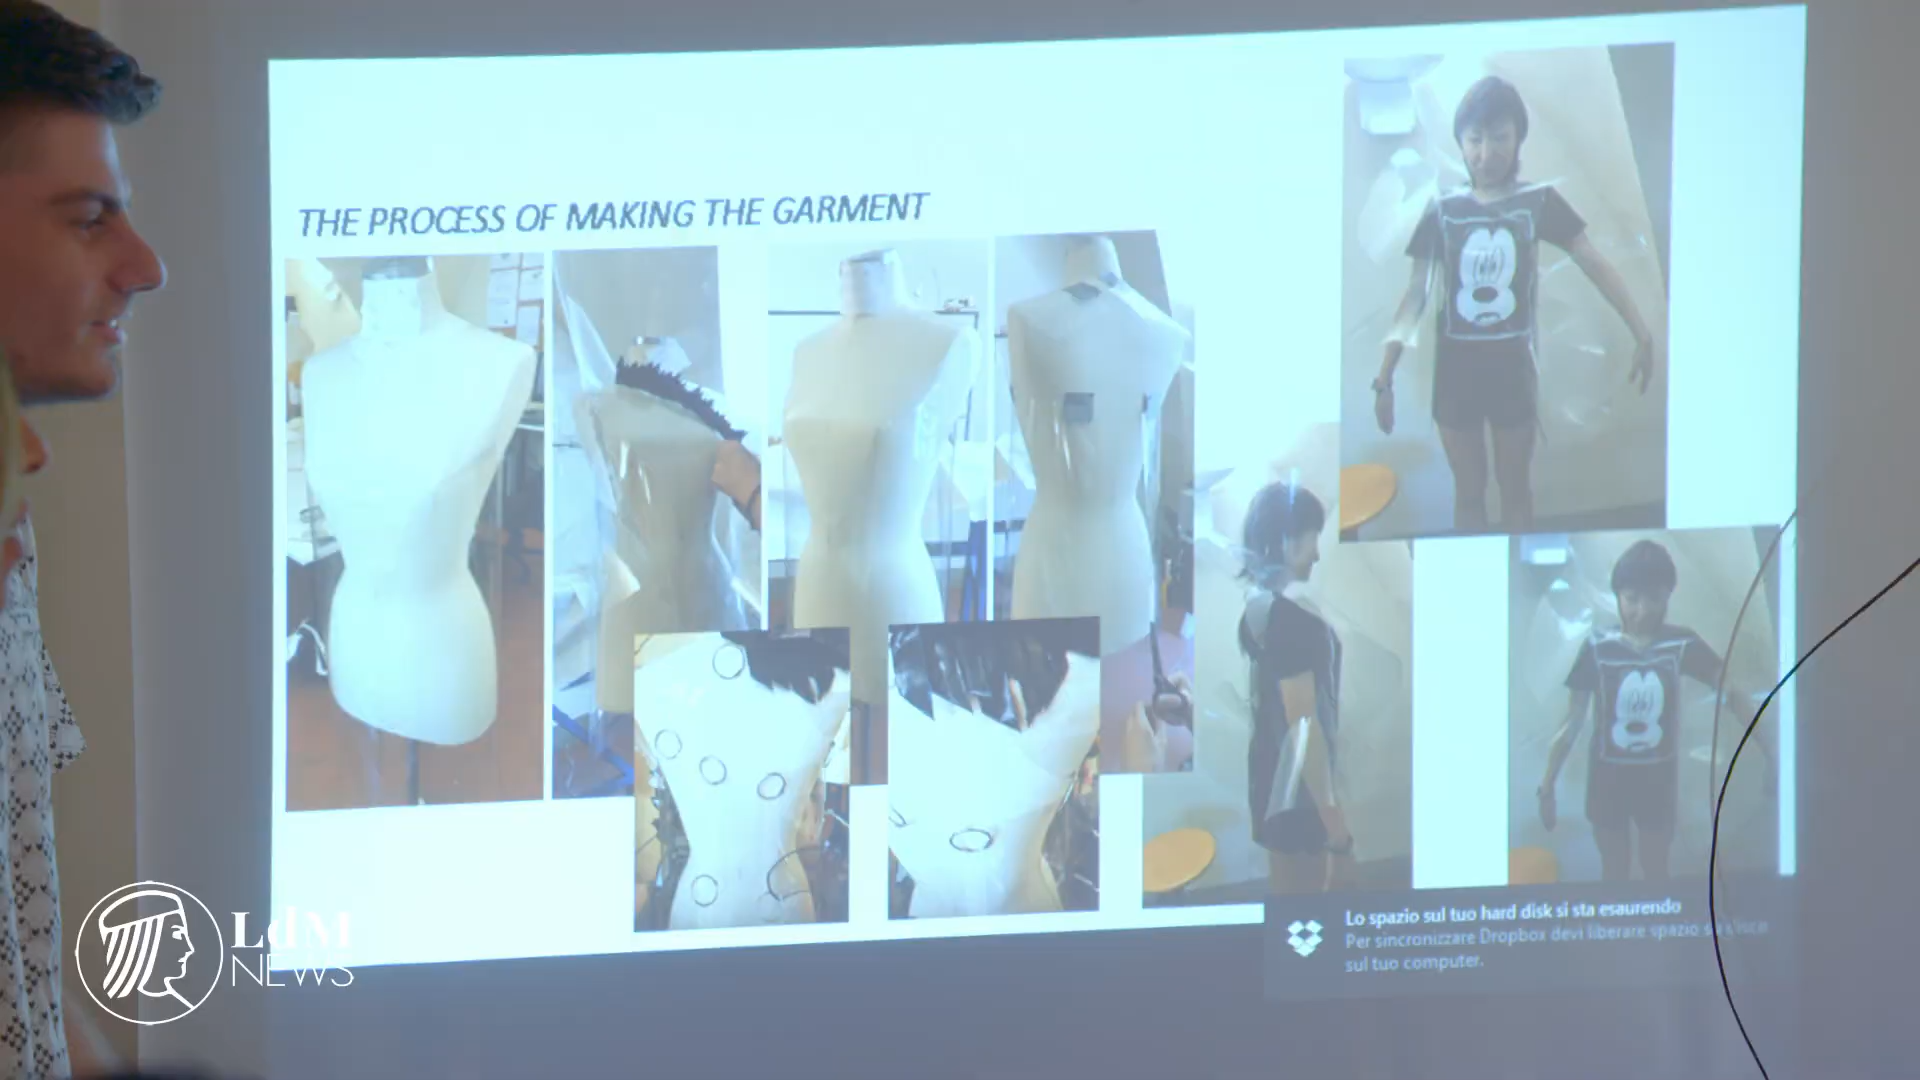 THE PROCESS OF MAKING THE GARMENT
Lo spazio sul tuo hard disk si sta esaurendo
Per sincronizzare Dropbox devi liberare spazio
sul tuo computer.
LdM
NEWS